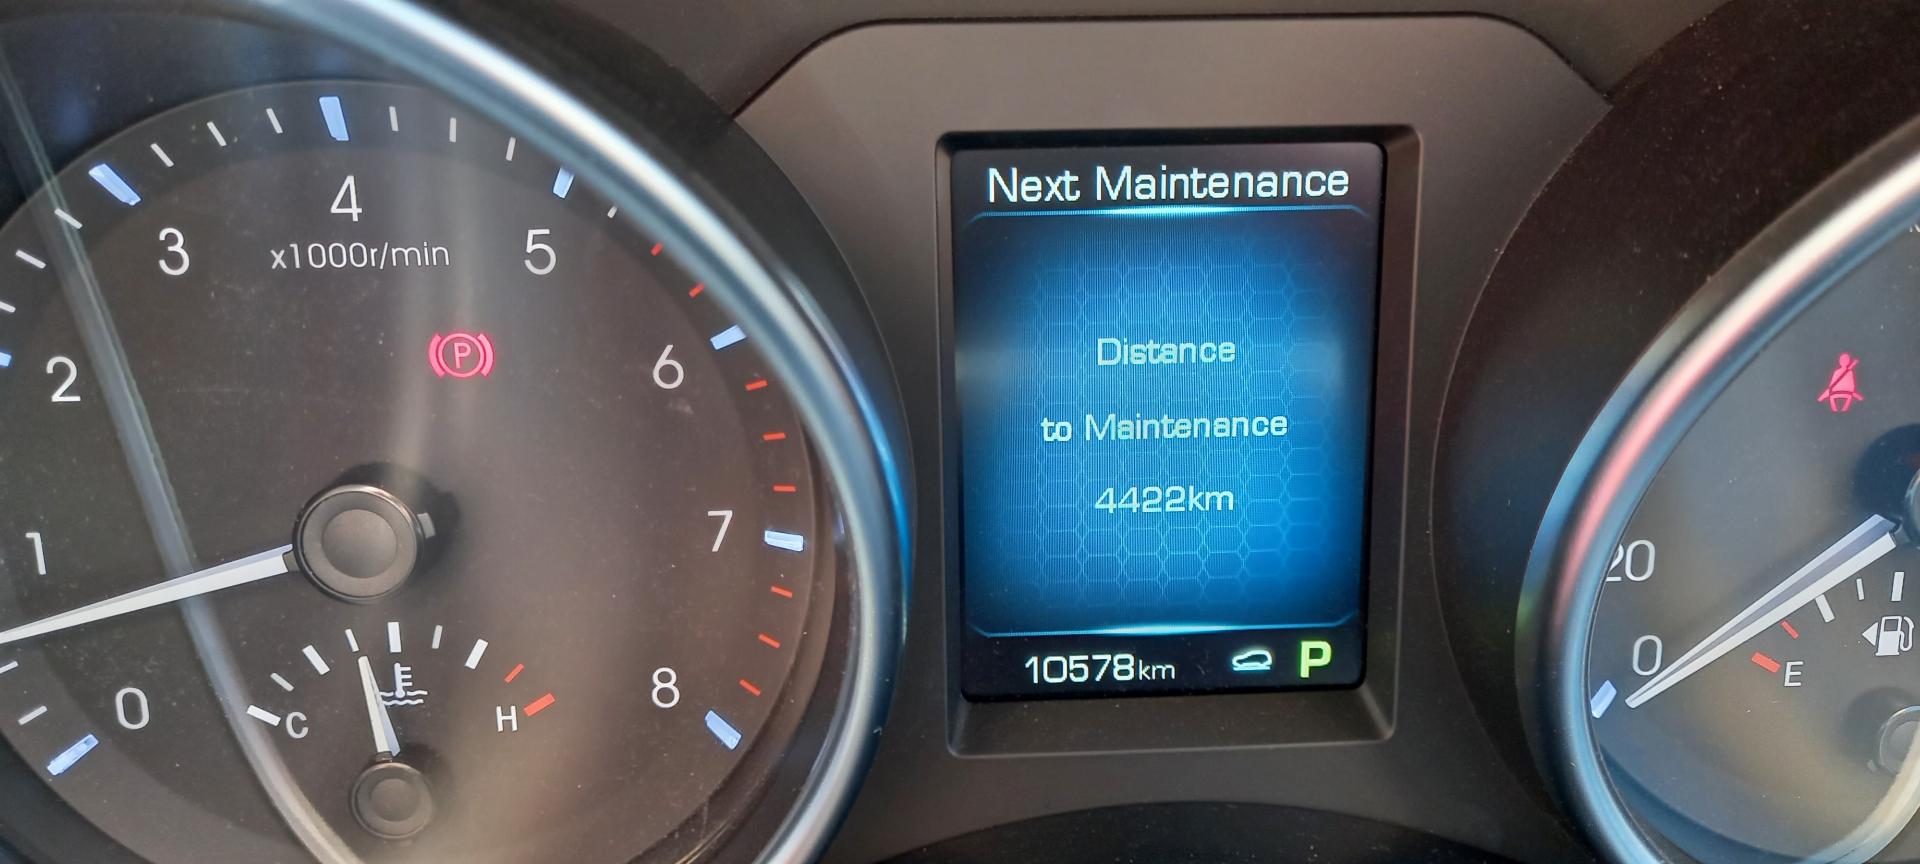 0
1
2
3
4
5
6
7
8
x1000r/min
P
C
H
Next Maintenance
Distance
to Maintenance
4422km
10578km
P
20
0
E